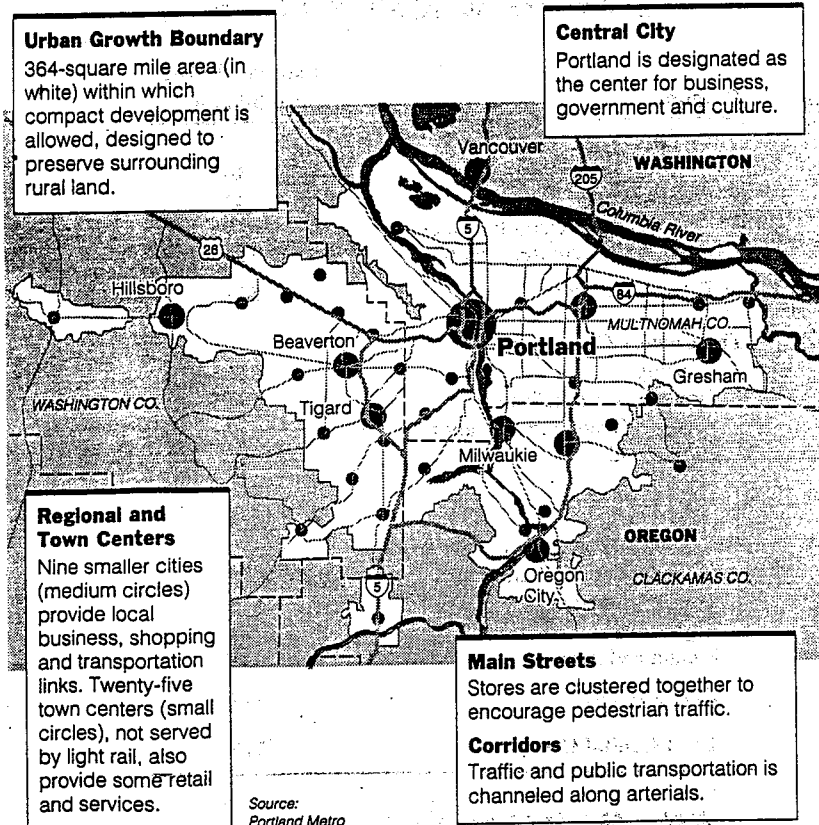 Urban Growth Boundary
364-square mile area (in
white) within which
compact development is
allowed, designed to
preserve surrounding
rural land.
Central City
Portland is designated as
the center for business,
government and culture.
Vancouver
WASHINGTON
205
Columbia River
5
26
Hillsboro
84
MULTNOMAH CO.
Beaverton
Portland
Gresham
WASHINGTON CO.
Tigard
Milwaukie
Regional and
Town Centers
Nine smaller cities
(medium circles)
provide local
business, shopping
and transportation
links. Twenty-five
town centers (small
circles), not served
by light rail, also
provide some retail
and services.
OREGON
Oregon
City
CLACKAMAS CO.
5
Main Streets
Stores are clustered together to
encourage pedestrian traffic.
Corridors
Traffic and public transportation is
channeled along arterials.
Source:
Portland Metro